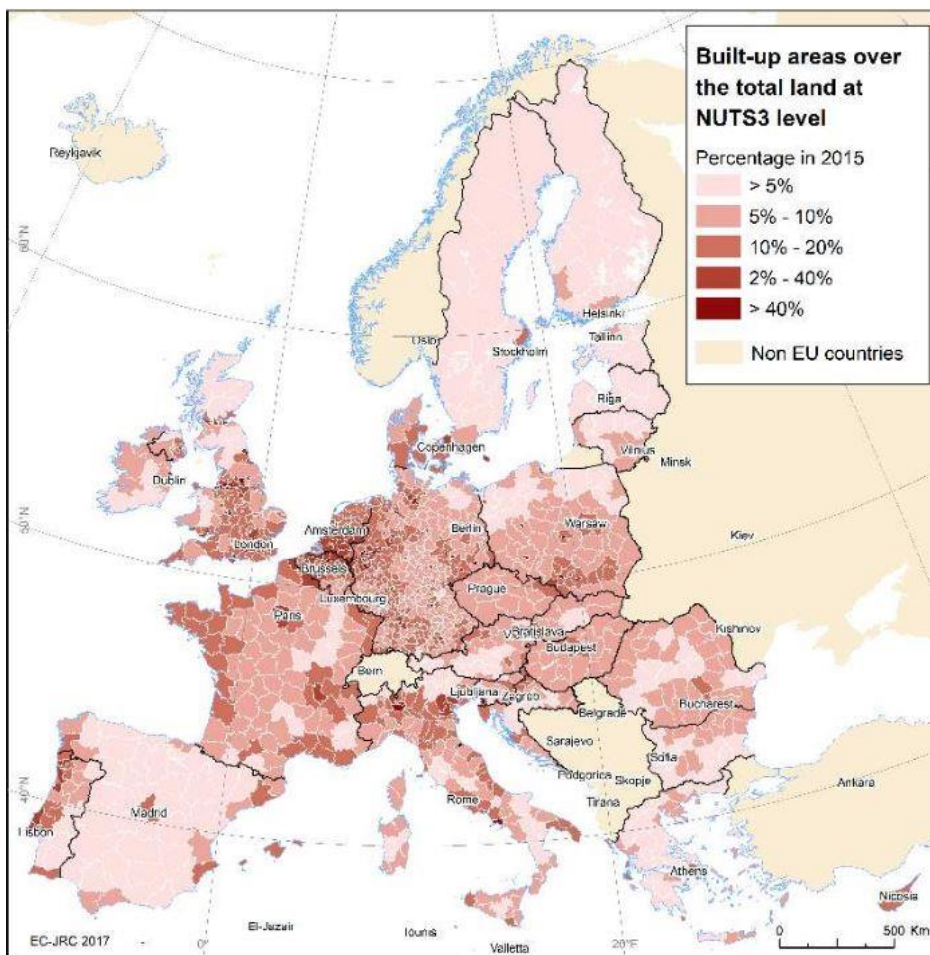 Built-up areas over
the total land at
NUTS3 level
Percentage in 2015
> 5%
5% - 10%
10% - 20%
2% - 40%
> 40%
Non EU countries
Reykjavik
60°N
Oslo
Stockholm
Helsinki
Tallinn
Riga
Copenhagen
Vilnius
Minsk
Dublin
50°N
London
Amsterdam
Berlin
Warsaw
Kiev
Brussels
Luxembourg
Prague
Paris
Bratislava
Budapest
Kishinov
Bern
Ljubljana
Zagreb
Belgrade
Bucharest
Sarajevo
Sofia
Podgorica
Skopje
40°N
Madrid
Rome
Tirana
Ankara
Lisbon
Athens
Nicosia
El-Jazair
EC-JRC 2017
0°
Valletta
20°E
0
500 Km